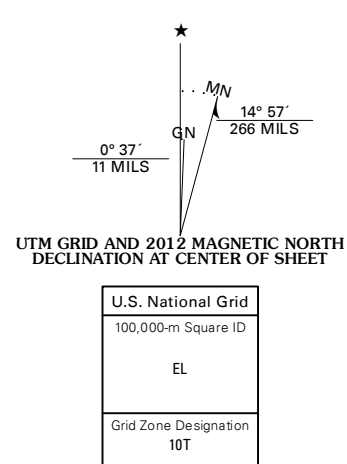 ★
MN
GN
14° 57´
266 MILS
0° 37´
11 MILS
UTM GRID AND 2012 MAGNETIC NORTH
DECLINATION AT CENTER OF SHEET
U.S. National Grid
100,000-m Square ID
EL
Grid Zone Designation
10T